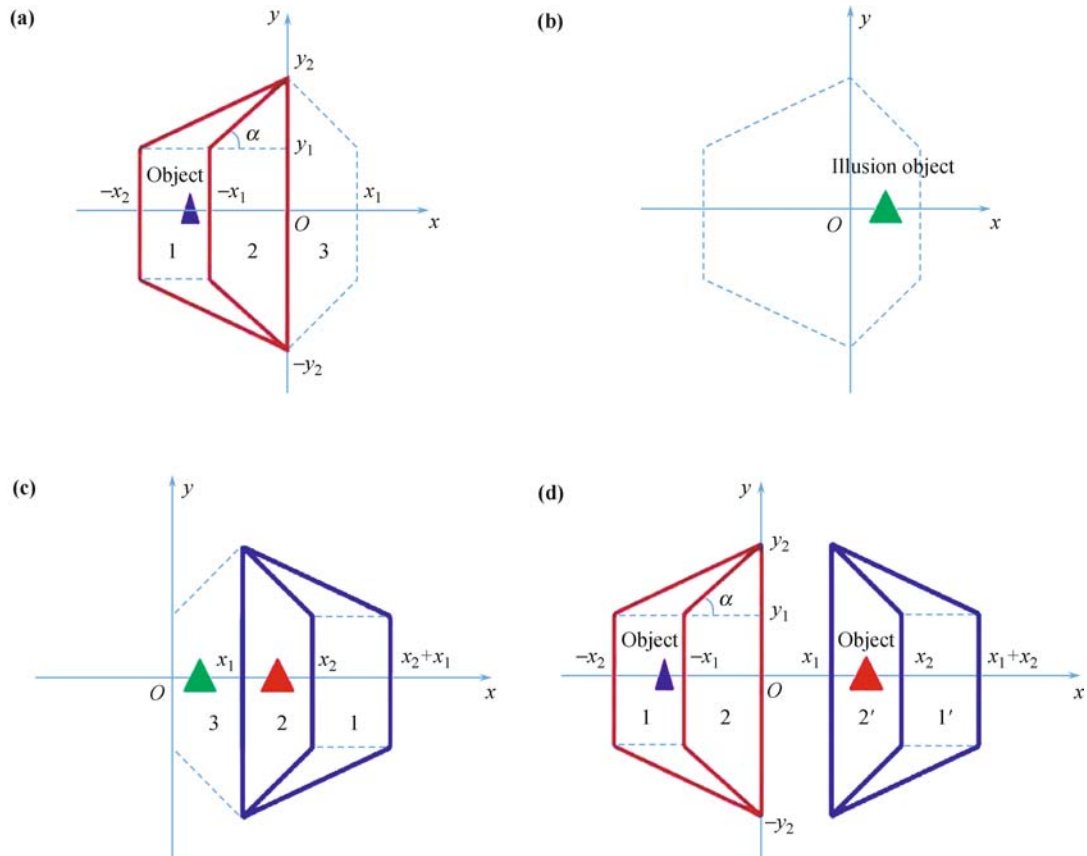 (a)
y
y₂
α
y₁
Object
−x₂
−x₁
x₁
O
x
1
2
3
−y₂
(b)
y
Illusion object
O
x
(c)
y
x₁
x₂
x₂+x₁
O
x
3
2
1
(d)
y
y₂
α
y₁
Object
Object
−x₂
−x₁
x₁
x₂
x₁+x₂
O
x
1
2
2′
1′
−y₂